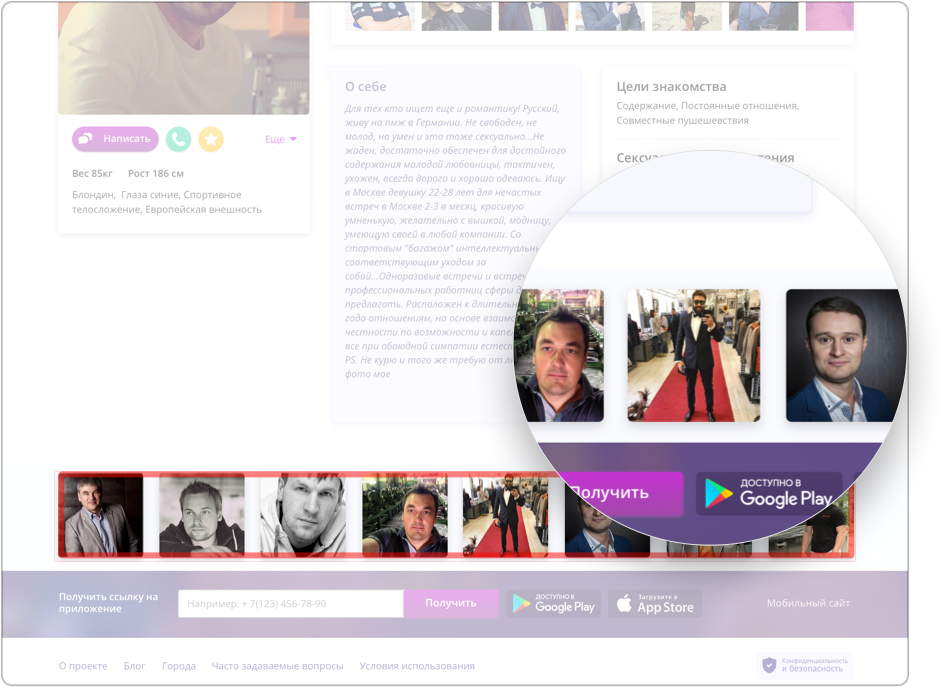 О себе
Для тех кто ищет еще и романтику! Русский,
живу на пмж в Германии. Не свободен, не
молод, но умен и это тоже сексуально...Не
жаден, достаточно обеспечен для достойного
содержания молодой любовницы, тактичен,
ухожен, всегда дорого и хорошо одеваюсь. Ищу
в Москве девушку 22-28 лет для нечастых
встреч в Москве 2-3 в месяц, красивую
умненькую, желательно с вышкой, модницу,
умеющую своей в любой компании. Со
стартовым "багажом" интеллектуальн
соответствующим уходом за
собой...Одноразовые встречи и встреч
профессиональных работниц сферы д
предлагать. Расположен к длительн
года отношениям, на основе взаимо
честности по возможности и капе
все при обоюдной симпатии естест
PS. Не курю и того же требую от лю
фото мое
Цели знакомства
Содержание, Постоянные отношения,
Совместные пушешевствия
Написать
Еще
Вес 85кг Рост 186 см
Блондин, Глаза синие, Спортивное
телосложение, Европейская внешность
Получить
ДОСТУПНО В
Google Play
Получить ссылку на
приложение
Например: + 7(123) 456-78-90
Получить
ДОСТУПНО В
Google Play
Загрузите в
App Store
Мобильный сайт
О проекте Блог Города Часто задаваемые вопросы Условия использования
Конфиденциальность
и безопасность